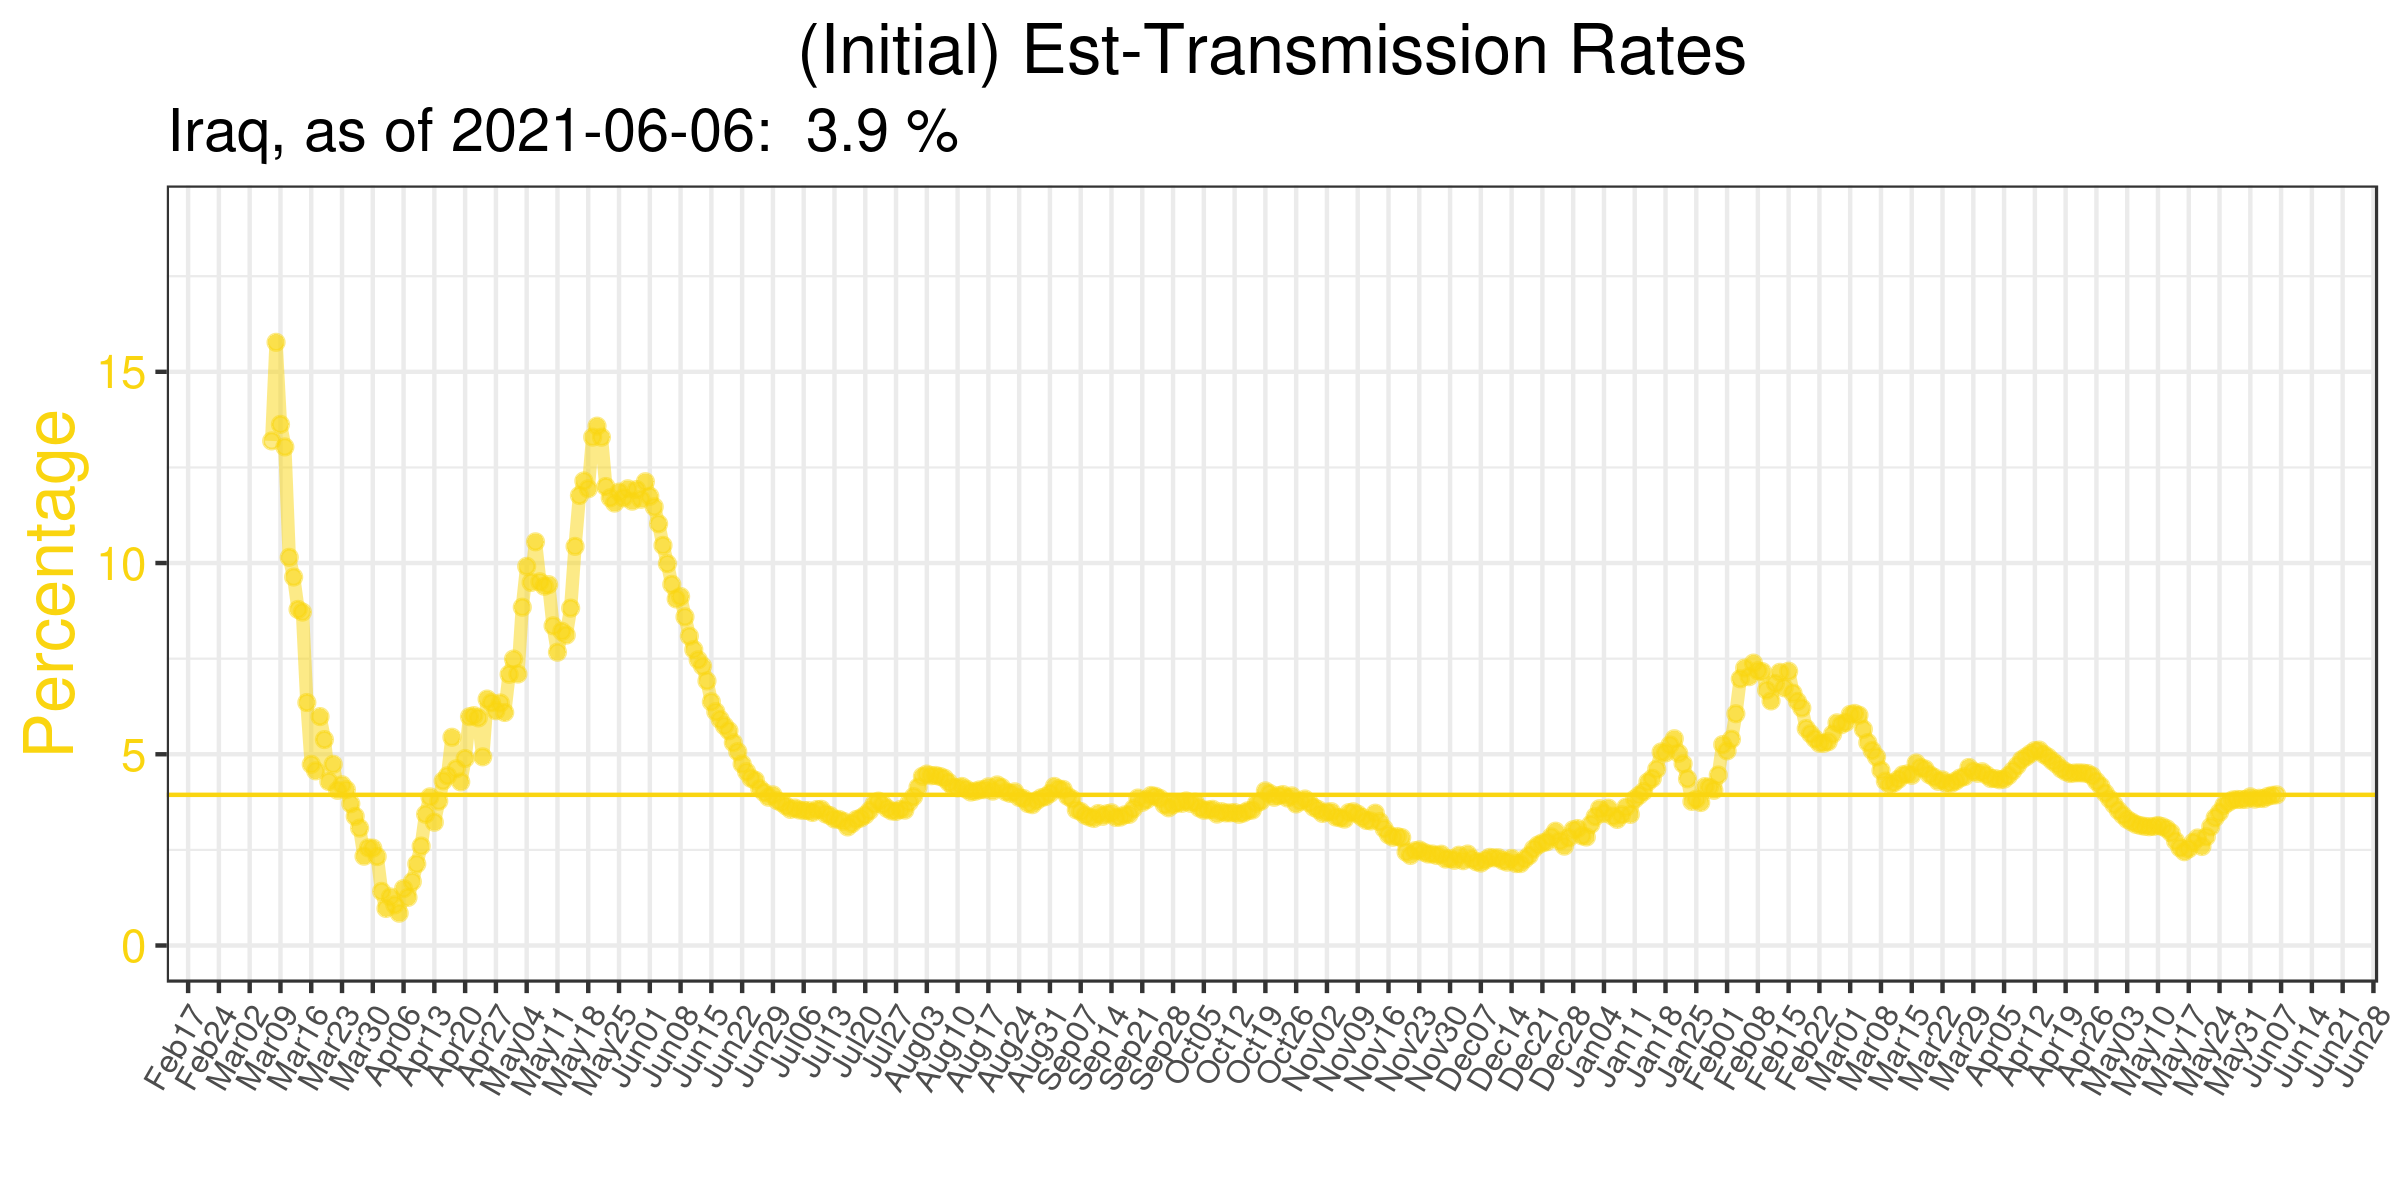 (Initial) Est-Transmission Rates
Iraq, as of 2021-06-06:  3.9 %
Percentage
15
10
5
0
Feb17
Feb24
Mar02
Mar09
Mar16
Mar23
Mar30
Apr06
Apr13
Apr20
Apr27
May04
May11
May18
May25
Jun01
Jun08
Jun15
Jun22
Jun29
Jul06
Jul13
Jul20
Jul27
Aug03
Aug10
Aug17
Aug24
Aug31
Sep07
Sep14
Sep21
Sep28
Oct05
Oct12
Oct19
Oct26
Nov02
Nov09
Nov16
Nov23
Nov30
Dec07
Dec14
Dec21
Dec28
Jan04
Jan11
Jan18
Jan25
Feb01
Feb08
Feb15
Feb22
Mar01
Mar08
Mar15
Mar22
Mar29
Apr05
Apr12
Apr19
Apr26
May03
May10
May17
May24
May31
Jun07
Jun14
Jun21
Jun28